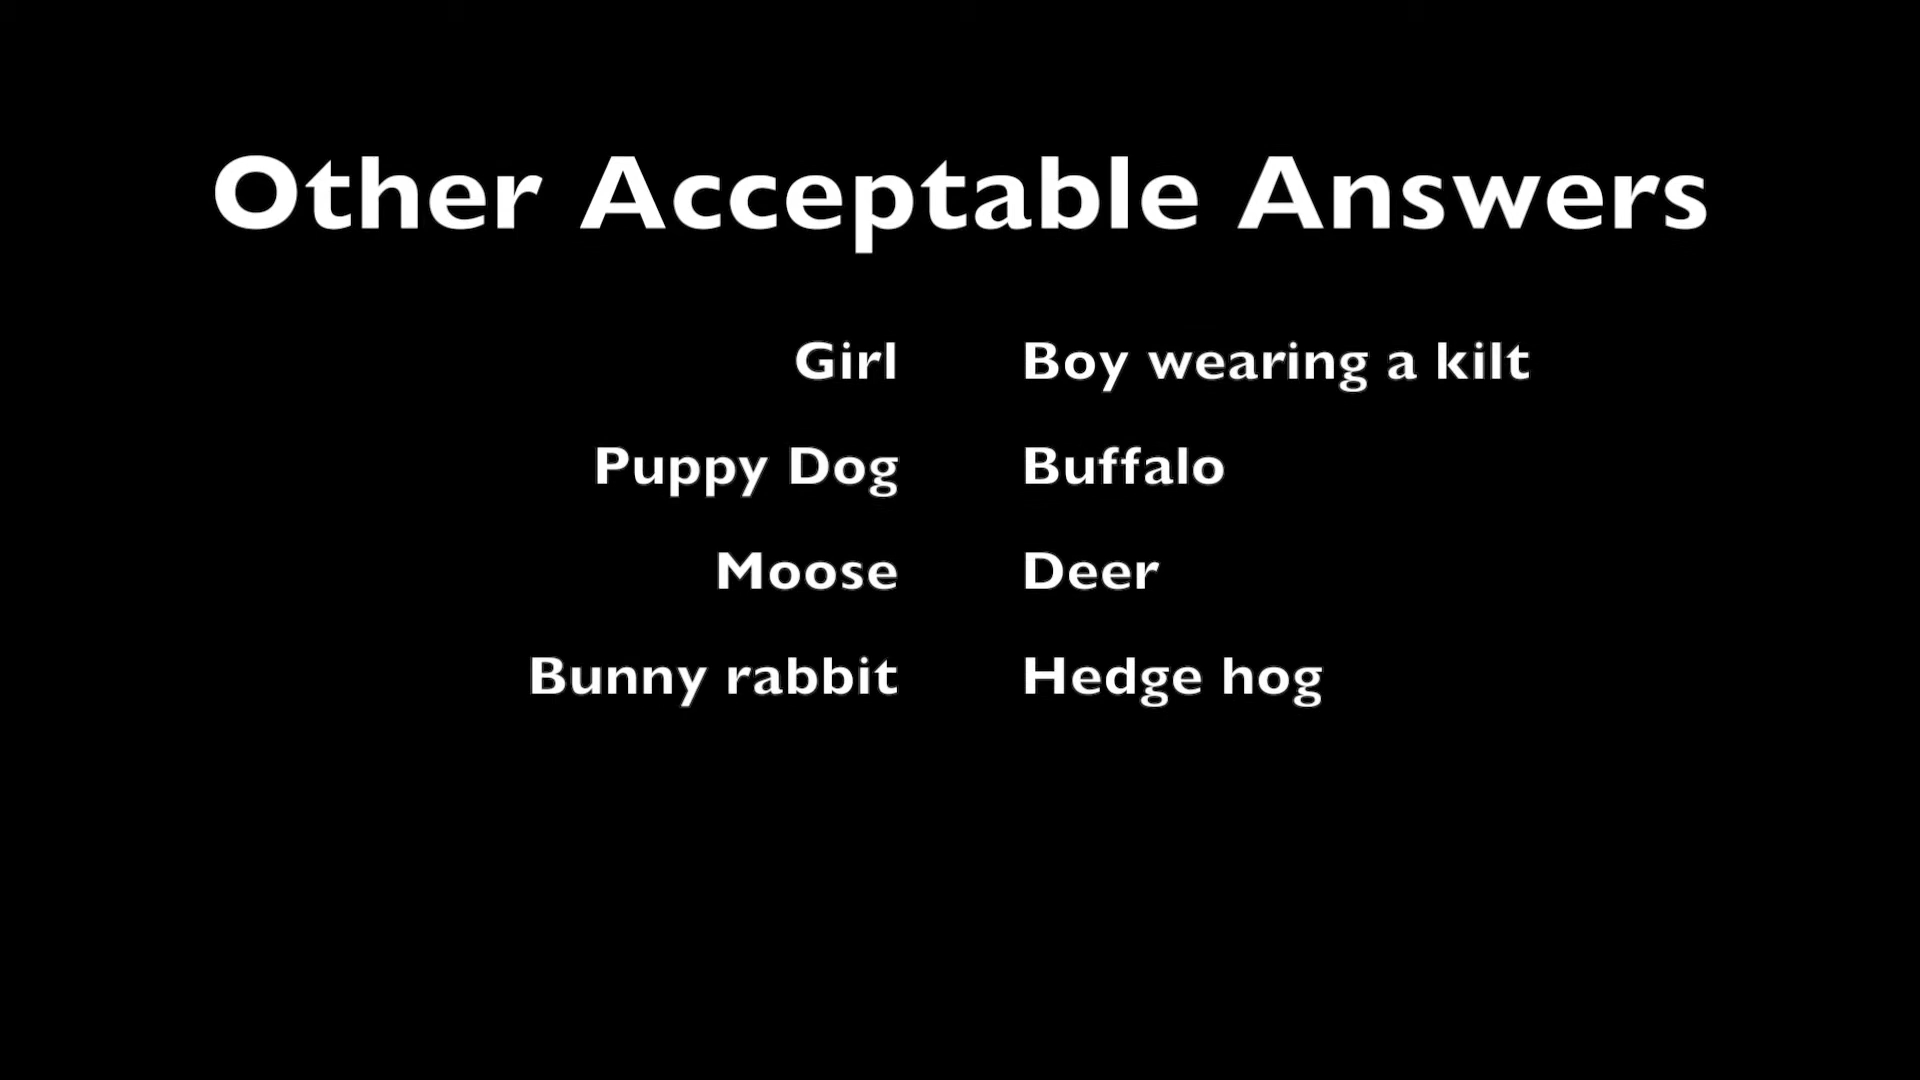 Other Acceptable Answers
Girl Boy wearing a kilt
Puppy Dog Buffalo
Moose Deer
Bunny rabbit Hedge hog